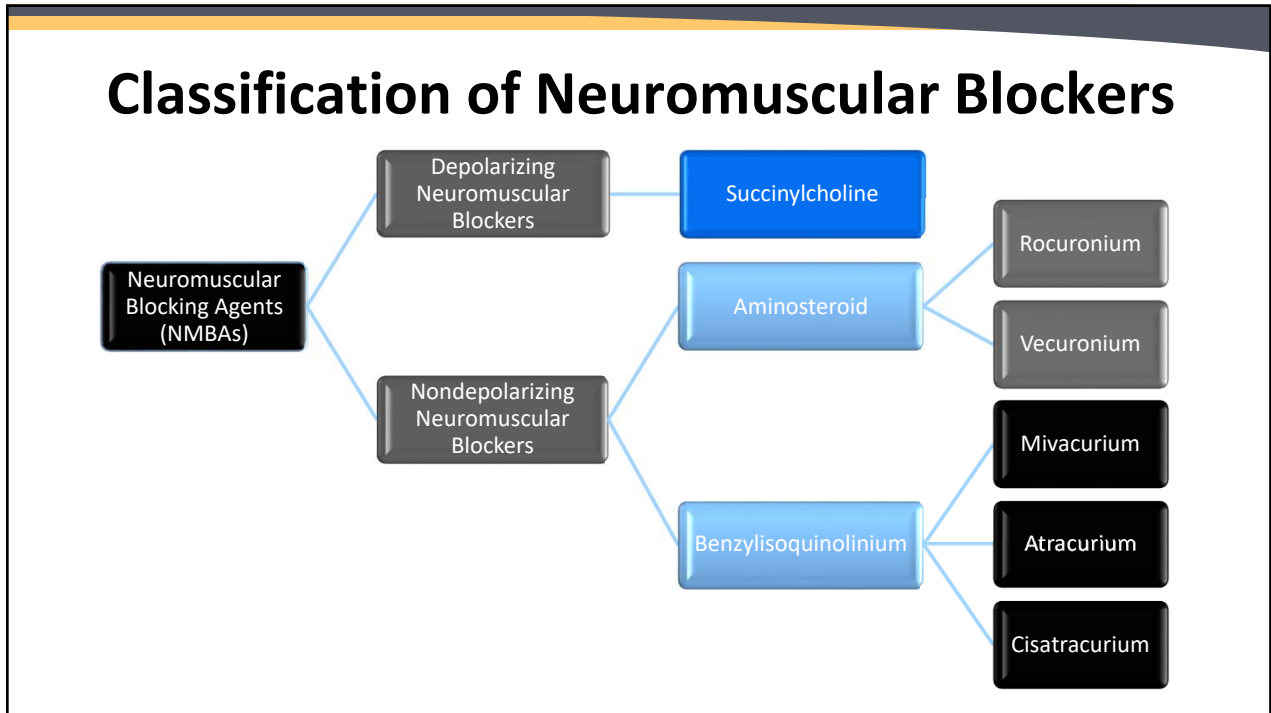 Classification of Neuromuscular Blockers
Depolarizing
Neuromuscular
Blockers
Succinylcholine
Neuromuscular
Blocking Agents
(NMBAs)
Aminosteroid
Rocuronium
Vecuronium
Nondepolarizing
Neuromuscular
Blockers
Benzylisoquinolinium
Mivacurium
Atracurium
Cisatracurium